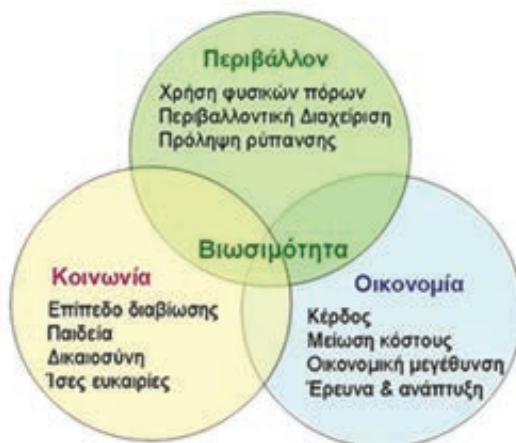 Περιβάλλον
Χρήση φυσικών πόρων
Περιβαλλοντική Διαχείριση
Πρόληψη ρύπανσης
Βιωσιμότητα
Κοινωνία
Επίπεδο διαβίωσης
Παιδεία
Δικαιοσύνη
Ίσες ευκαιρίες
Οικονομία
Κέρδος
Μείωση κόστους
Οικονομική μεγέθυνση
Έρευνα & ανάπτυξη